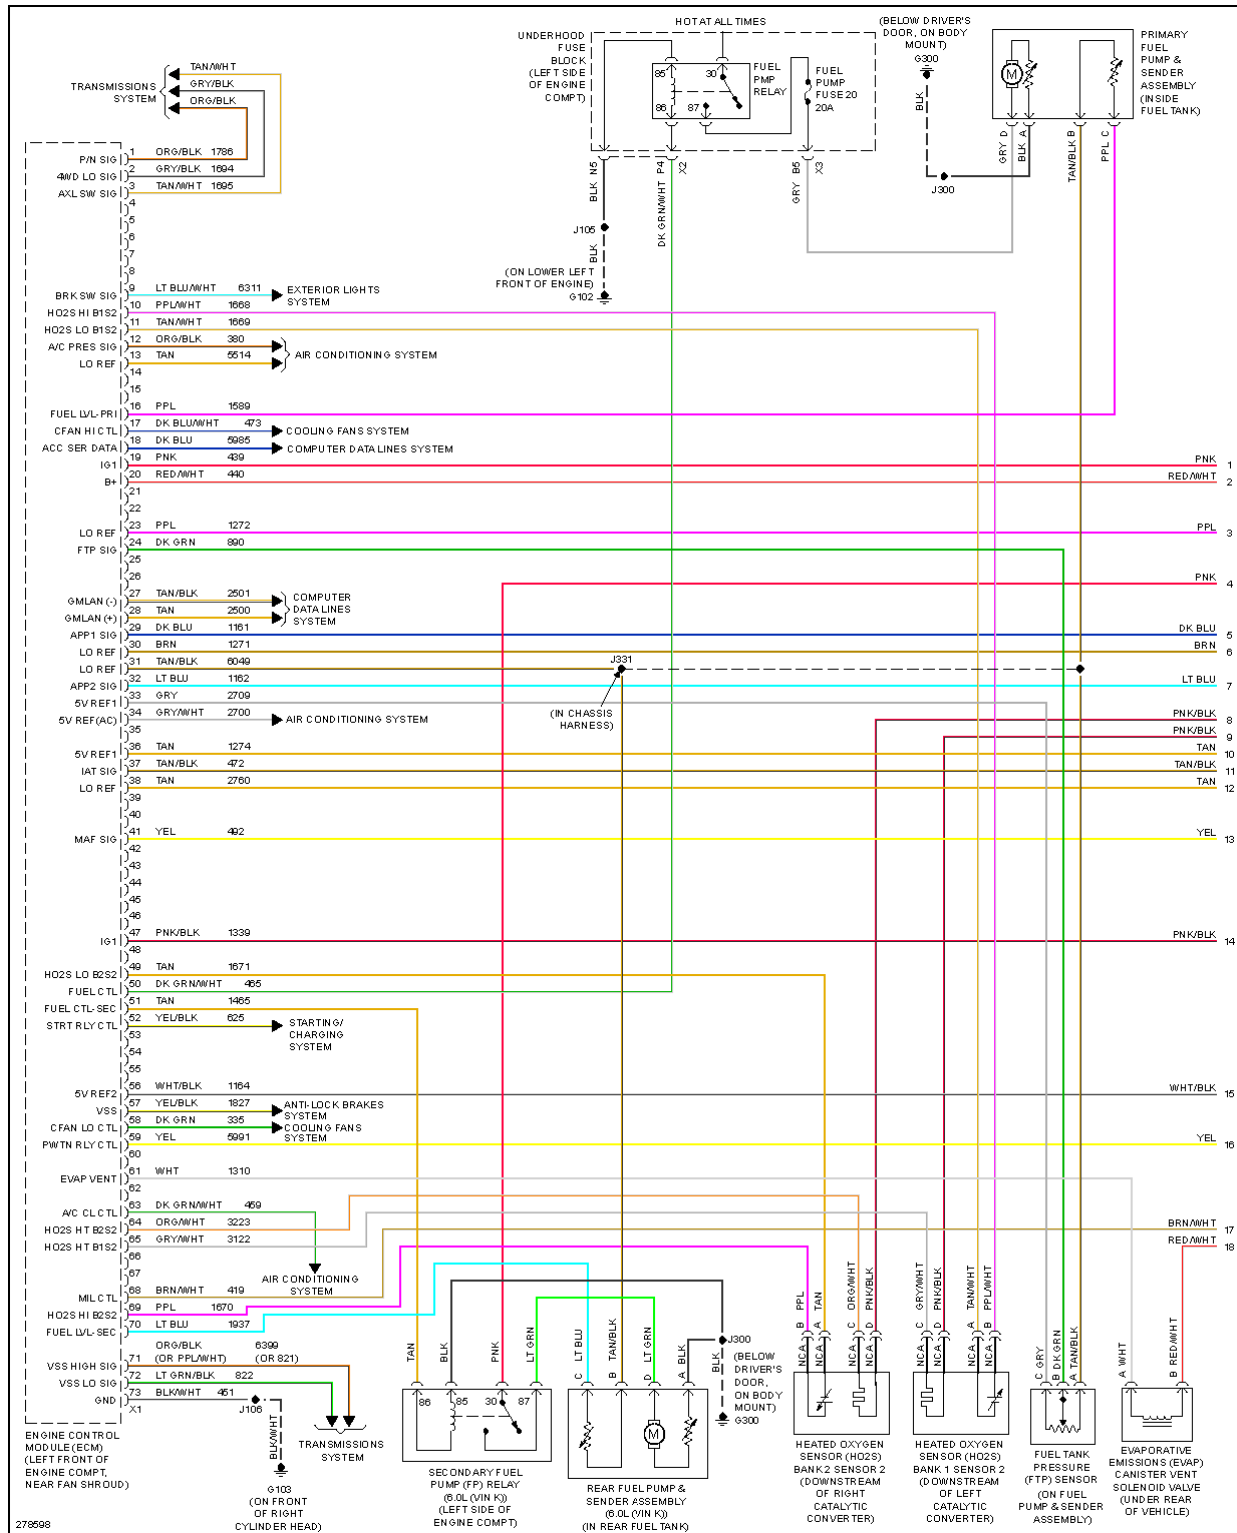 HOT AT ALL TIMES
UNDERHOOD
FUSE
BLOCK
(LEFT SIDE
OF ENGINE
COMPT)
85
30
86
87
FUEL
PMP
RELAY
FUEL
PUMP
FUSE 20
20A
(BELOW DRIVER'S
DOOR, ON BODY
MOUNT)
G300
BLK
J300
M
PRIMARY
FUEL
PUMP &
SENDER
ASSEMBLY
(INSIDE
FUEL TANK)
GRY D
BLK A
TAN/BLK B
PPL C
BLK N5
DK GRN/WHT P4
X2
GRY B5
X3
J105
BLK
(ON LOWER LEFT
FRONT OF ENGINE)
G102
TRANSMISSIONS
SYSTEM
TAN/WHT
GRY/BLK
ORG/BLK
P/N SIG 1 ORG/BLK 1786
4WD LO SIG 2 GRY/BLK 1694
AXL SW SIG 3 TAN/WHT 1695
4
5
6
7
8
BRK SW SIG 9 LT BLU/WHT 6311 EXTERIOR LIGHTS
SYSTEM
HO2S HI B1S2 10 PPL/WHT 1668
HO2S LO B1S2 11 TAN/WHT 1669
A/C PRES SIG 12 ORG/BLK 380
AIR CONDITIONING SYSTEM
LO REF 13 TAN 5514
14
15
FUEL LVL-PRI 16 PPL 1589
CFAN HI CTL 17 DK BLU/WHT 473 COOLING FANS SYSTEM
ACC SER DATA 18 DK BLU 5985 COMPUTER DATA LINES SYSTEM
IG1 19 PNK 439 PNK 1
B+ 20 RED/WHT 440 RED/WHT 2
21
22
LO REF 23 PPL 1272 PPL 3
FTP SIG 24 DK GRN 890
25
26
PNK 4
GMLAN (-) 27 TAN/BLK 2501
GMLAN (+) 28 TAN 2500
COMPUTER
DATA LINES
SYSTEM
APP1 SIG 29 DK BLU 1161 DK BLU 5
LO REF 30 BRN 1271 BRN 6
LO REF 31 TAN/BLK 6049
J331
(IN CHASSIS
HARNESS)
APP2 SIG 32 LT BLU 1162 LT BLU 7
5V REF1 33 GRY 2709
5V REF(AC) 34 GRY/WHT 2700 AIR CONDITIONING SYSTEM
PNK/BLK 8
35
PNK/BLK 9
5V REF1 36 TAN 1274 TAN 10
IAT SIG 37 TAN/BLK 472 TAN/BLK 11
LO REF 38 TAN 2760 TAN 12
39
40
MAF SIG 41 YEL 492 YEL 13
42
43
44
45
46
IG1 47 PNK/BLK 1339 PNK/BLK 14
48
HO2S LO B2S2 49 TAN 1671
FUEL CTL 50 DK GRN/WHT 465
FUEL CTL-SEC 51 TAN 1465
STRT RLY CTL 52 YEL/BLK 625 STARTING/
CHARGING
SYSTEM
53
54
55
5V REF2 56 WHT/BLK 1164 WHT/BLK 15
VSS 57 YEL/BLK 1827 ANTI-LOCK BRAKES
SYSTEM
CFAN LO CTL 58 DK GRN 335 COOLING FANS
SYSTEM
PWTN RLY CTL 59 YEL 5991 YEL 16
60
EVAP VENT 61 WHT 1310
62
A/C CL CTL 63 DK GRN/WHT 459
HO2S HT B2S2 64 ORG/WHT 3223 BRN/WHT 17
HO2S HT B1S2 65 GRY/WHT 3122 RED/WHT 18
66
67
AIR CONDITIONING
SYSTEM
MIL CTL 68 BRN/WHT 419
HO2S HI B2S2 69 PPL 1670
FUEL LVL-SEC 70 LT BLU 1937
ORG/BLK 6399
VSS HIGH SIG 71 (OR PPL/WHT) (OR 821)
VSS LO SIG 72 LT GRN/BLK 822
GND 73 BLK/WHT 451
X1
J106
BLK/WHT
TRANSMISSIONS
SYSTEM
ENGINE CONTROL
MODULE (ECM)
(LEFT FRONT OF
ENGINE COMPT,
NEAR FAN SHROUD)
G103
(ON FRONT
OF RIGHT
CYLINDER HEAD)
TAN
BLK
PNK
LT GRN
86
85
30
87
SECONDARY FUEL
PUMP (FP) RELAY
(6.0L (VIN K))
(LEFT SIDE OF
ENGINE COMPT)
C LT BLU
B TAN/BLK
D LT GRN
A BLK
M
REAR FUEL PUMP &
SENDER ASSEMBLY
(6.0L (VIN K))
(IN REAR FUEL TANK)
J300
BLK
(BELOW
DRIVER'S
DOOR,
ON BODY
MOUNT)
G300
B PPL
A TAN
C ORG/WHT
D PNK/BLK
NCA
NCA
NCA
NCA
HEATED OXYGEN
SENSOR (HO2S)
BANK 2 SENSOR 2
(DOWNSTREAM
OF RIGHT
CATALYTIC
CONVERTER)
C GRY/WHT
D PNK/BLK
A TAN/WHT
B PPL/WHT
NCA
NCA
NCA
NCA
HEATED OXYGEN
SENSOR (HO2S)
BANK 1 SENSOR 2
(DOWNSTREAM
OF LEFT
CATALYTIC
CONVERTER)
C GRY
B DK GRN
A TAN/BLK
FUEL TANK
PRESSURE
(FTP) SENSOR
(ON FUEL
PUMP & SENDER
ASSEMBLY)
A WHT
B RED/WHT
EVAPORATIVE
EMISSIONS (EVAP)
CANISTER VENT
SOLENOID VALVE
(UNDER REAR
OF VEHICLE)
278598